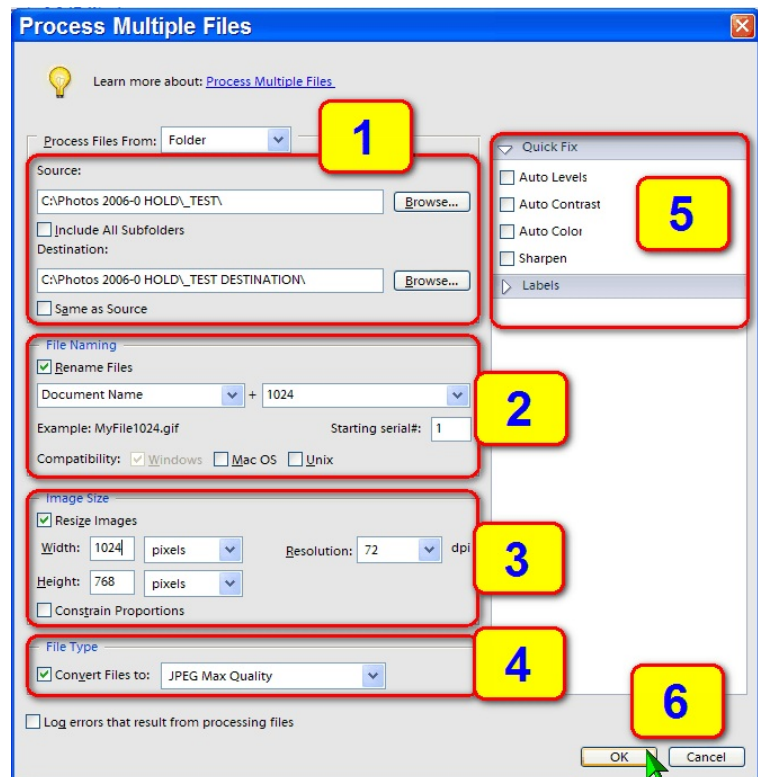 Process Multiple Files
Learn more about: Process Multiple Files
Process Files From: Folder
1
Source:
C:\Photos 2006-0 HOLD\_TEST\ Browse...
Include All Subfolders
Destination:
C:\Photos 2006-0 HOLD\_TEST DESTINATION\ Browse...
Same as Source
File Naming
Rename Files
Document Name + 1024
Example: MyFile1024.gif Starting serial#: 1
Compatibility: Windows Mac OS Unix
2
Image Size
Resize Images
Width: 1024 pixels Resolution: 72 dpi
Height: 768 pixels
Constrain Proportions
3
File Type
Convert Files to: JPEG Max Quality
4
Quick Fix
Auto Levels
Auto Contrast
Auto Color
Sharpen
Labels
5
Log errors that result from processing files
6
OK Cancel